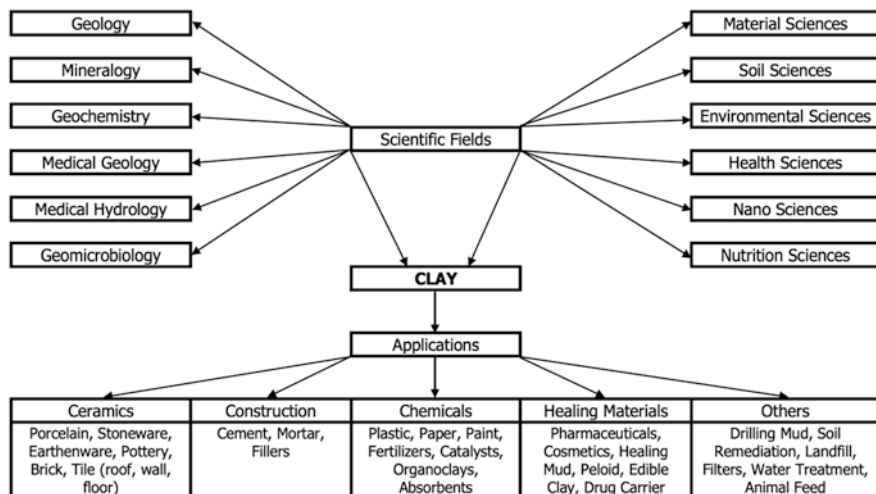 Geology
Mineralogy
Geochemistry
Medical Geology
Medical Hydrology
Geomicrobiology
Scientific Fields
Material Sciences
Soil Sciences
Environmental Sciences
Health Sciences
Nano Sciences
Nutrition Sciences
CLAY
Applications
Ceramics
Porcelain, Stoneware,
Earthenware, Pottery,
Brick, Tile (roof, wall,
floor)
Construction
Cement, Mortar,
Fillers
Chemicals
Plastic, Paper, Paint,
Fertilizers, Catalysts,
Organoclays,
Absorbents
Healing Materials
Pharmaceuticals,
Cosmetics, Healing
Mud, Peloid, Edible
Clay, Drug Carrier
Others
Drilling Mud, Soil
Remediation, Landfill,
Filters, Water Treatment,
Animal Feed